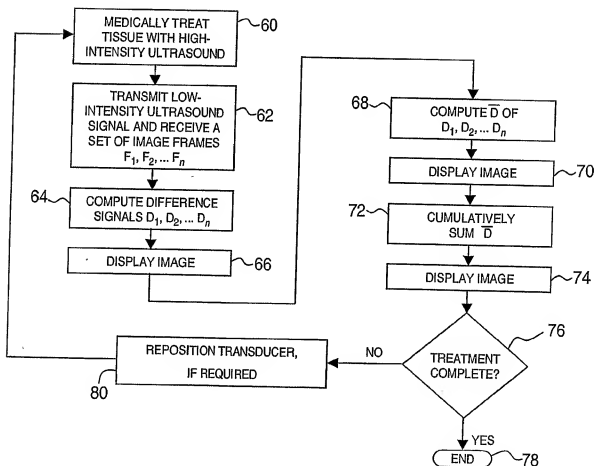 MEDICALLY TREAT
TISSUE WITH HIGH-
INTENSITY ULTRASOUND
60
TRANSMIT LOW-
INTENSITY ULTRASOUND
SIGNAL AND RECEIVE A
SET OF IMAGE FRAMES
F₁, F₂, ... Fₙ
62
64
COMPUTE DIFFERENCE
SIGNALS D₁, D₂, ... Dₙ
DISPLAY IMAGE
66
68
COMPUTE D̅ OF
D₁, D₂, ... Dₙ
DISPLAY IMAGE
70
72
CUMULATIVELY
SUM D̅
DISPLAY IMAGE
74
76
TREATMENT
COMPLETE?
NO
REPOSITION TRANSDUCER,
IF REQUIRED
80
YES
END
78